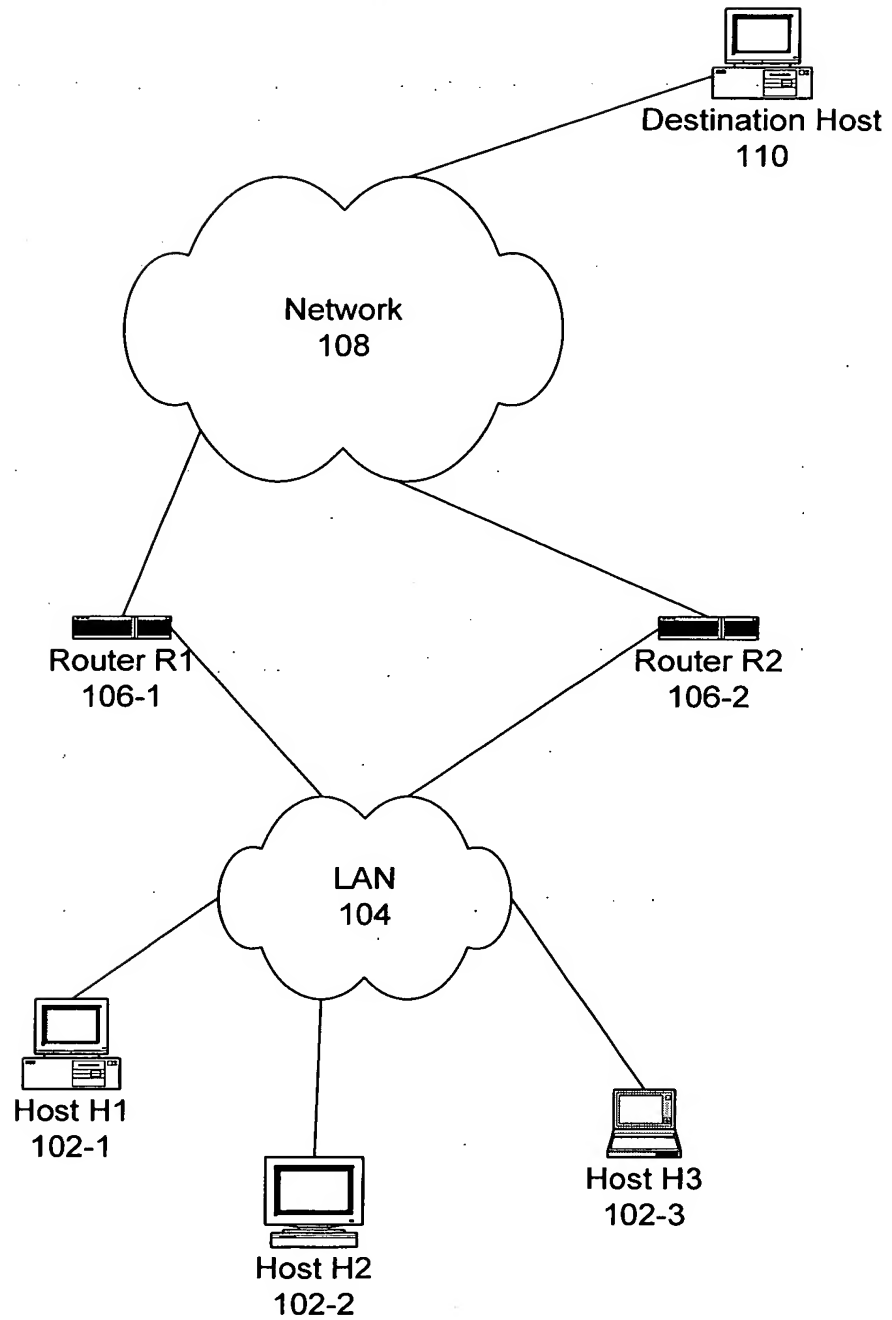 Destination Host
110
Network
108
Router R1
106-1
Router R2
106-2
LAN
104
Host H1
102-1
Host H3
102-3
Host H2
102-2